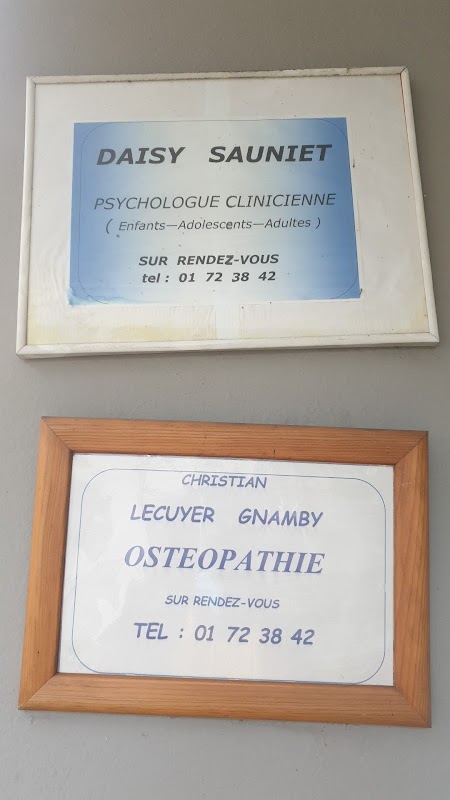 DAISY SAUNIET
PSYCHOLOGUE CLINICIENNE
( Enfants—Adolescents—Adultes )
SUR RENDEZ-VOUS
tel : 01 72 38 42
CHRISTIAN
LECUYER GNAMBY
OSTEOPATHIE
SUR RENDEZ-VOUS
TEL : 01 72 38 42